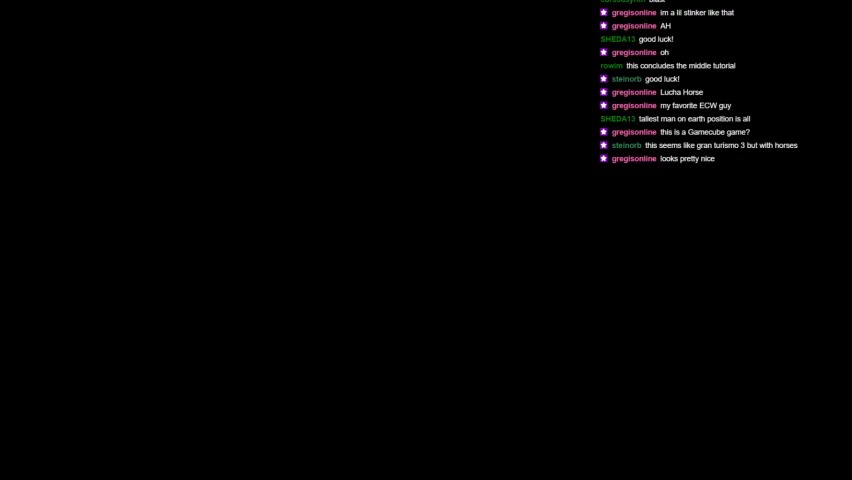 gregisonline im a lil stinker like that
gregisonline AH
SHEDA13 good luck!
gregisonline oh
rowim this concludes the middle tutorial
steinorb good luck!
gregisonline Lucha Horse
gregisonline my favorite ECW guy
SHEDA13 tallest man on earth position is all
gregisonline this is a Gamecube game?
steinorb this seems like gran turismo 3 but with horses
gregisonline looks pretty nice